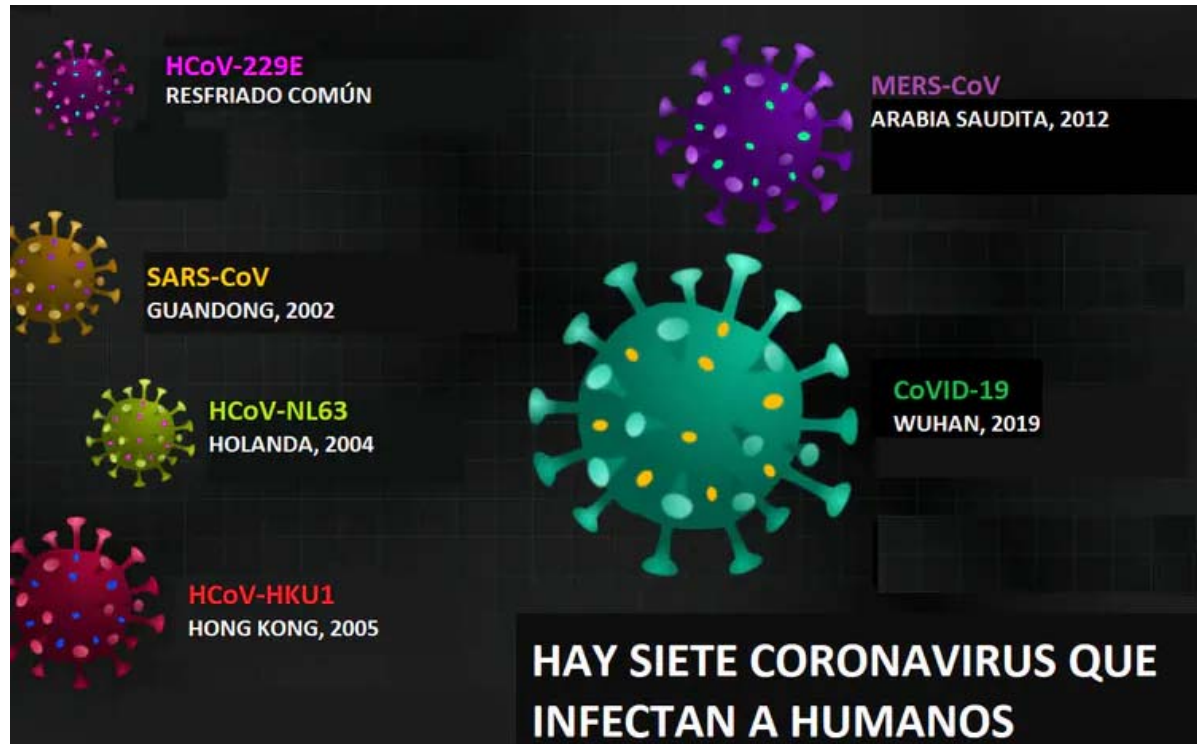 HCoV-229E
RESFRIADO COMÚN
SARS-CoV
GUANDONG, 2002
HCoV-NL63
HOLANDA, 2004
HCoV-HKU1
HONG KONG, 2005
MERS-CoV
ARABIA SAUDITA, 2012
CoVID-19
WUHAN, 2019
HAY SIETE CORONAVIRUS QUE
INFECTAN A HUMANOS